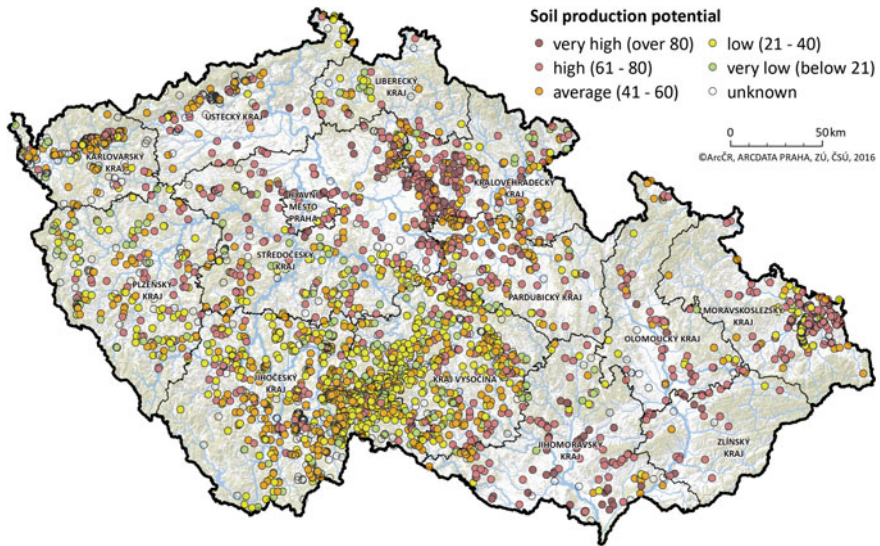 Soil production potential
very high (over 80)
high (61 - 80)
average (41 - 60)
low (21 - 40)
very low (below 21)
unknown
0 50 km
©ArcČR, ARCDATA PRAHA, ZÚ, ČSÚ, 2016
LIBERECKÝ
KRAJ
ÚSTECKÝ KRAJ
KARLOVARSKÝ
KRAJ
KRÁLOVÉHRADECKÝ
KRAJ
HLAVNÍ
MĚSTO
PRAHA
STŘEDOČESKÝ
KRAJ
PLZEŇSKÝ
KRAJ
PARDUBICKÝ KRAJ
MORAVSKOSLEZSKÝ
KRAJ
OLOMOUCKÝ KRAJ
JIHOČESKÝ
KRAJ
KRAJ VYSOČINA
JIHOMORAVSKÝ
KRAJ
ZLÍNSKÝ
KRAJ